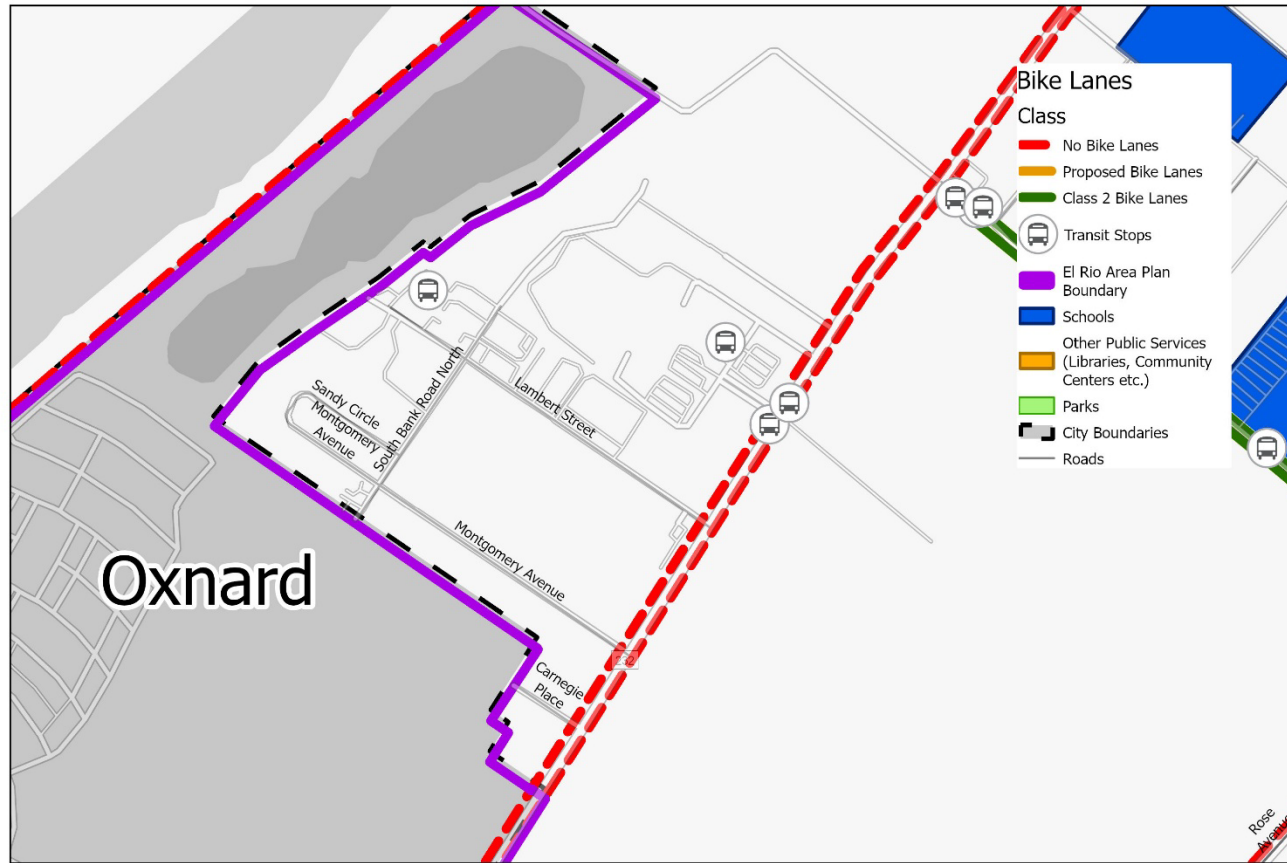 Bike Lanes
Class
No Bike Lanes
Proposed Bike Lanes
Class 2 Bike Lanes
Transit Stops
El Rio Area Plan
Boundary
Schools
Other Public Services
(Libraries, Community
Centers etc.)
Parks
City Boundaries
Roads
South Bank Road North
Sandy Circle
Montgomery
Avenue
Lambert Street
Montgomery Avenue
Oxnard
232
Carnegie
Place
Rose
Avenue